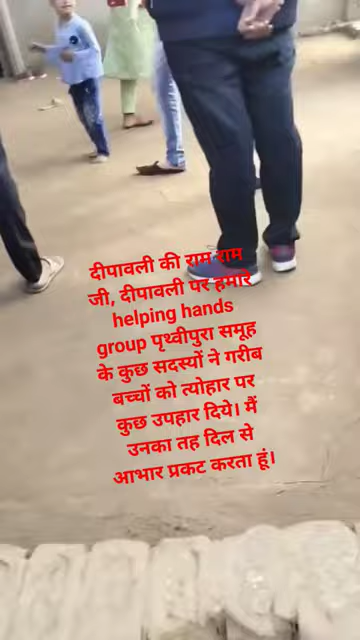 दीपावली की राम राम
जी, दीपावली पर हमारे
helping hands
group पृथ्वीपुरा समूह
के कुछ सदस्यों ने गरीब
बच्चों को त्योहार पर
कुछ उपहार दिये। मैं
उनका तह दिल से
आभार प्रकट करता हूं।